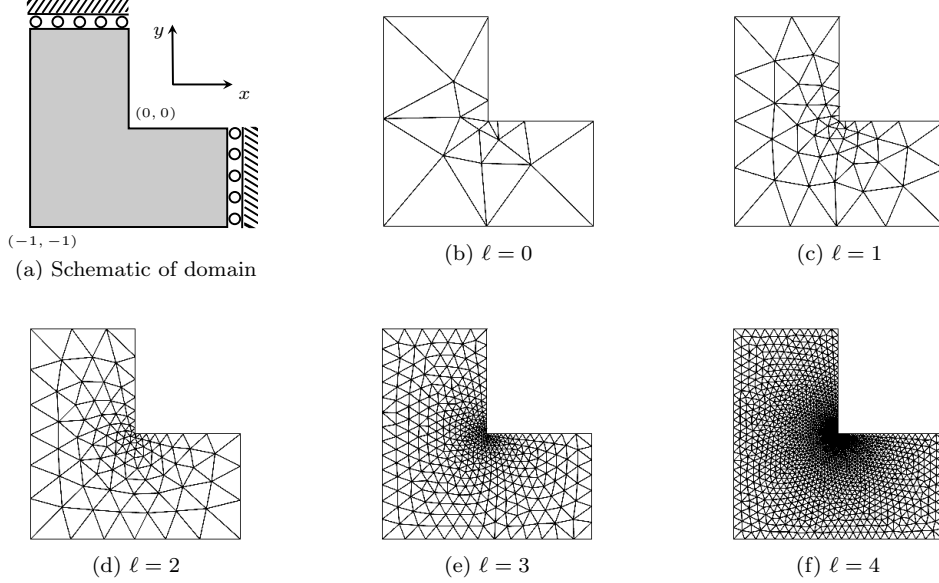 y
x
(0, 0)
(−1, −1)
(a) Schematic of domain
(b) ℓ = 0
(c) ℓ = 1
(d) ℓ = 2
(e) ℓ = 3
(f) ℓ = 4